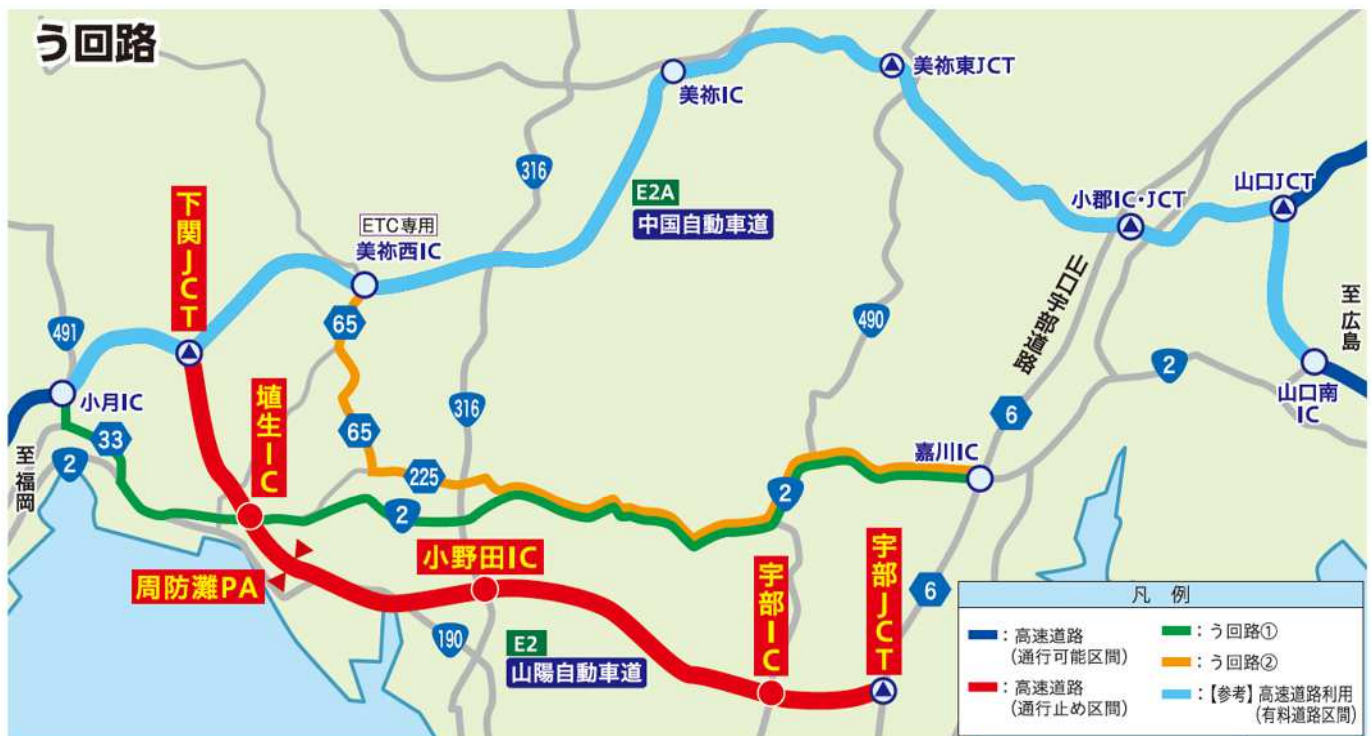 う回路
美祢IC
美祢東JCT
316
E2A
中国自動車道
小郡IC・JCT
山口JCT
下関JCT
ETC専用
美祢西IC
至広島
山口宇部道路
491
65
490
小月IC
2
山口南
IC
埴生IC
33
316
65
6
至福岡
2
嘉川IC
225
2
2
小野田IC
宇部IC
宇部JCT
周防灘PA
6
190
E2
山陽自動車道
凡 例
:高速道路
(通行可能区間)
:高速道路
(通行止め区間)
:う回路①
:う回路②
:【参考】高速道路利用
(有料道路区間)